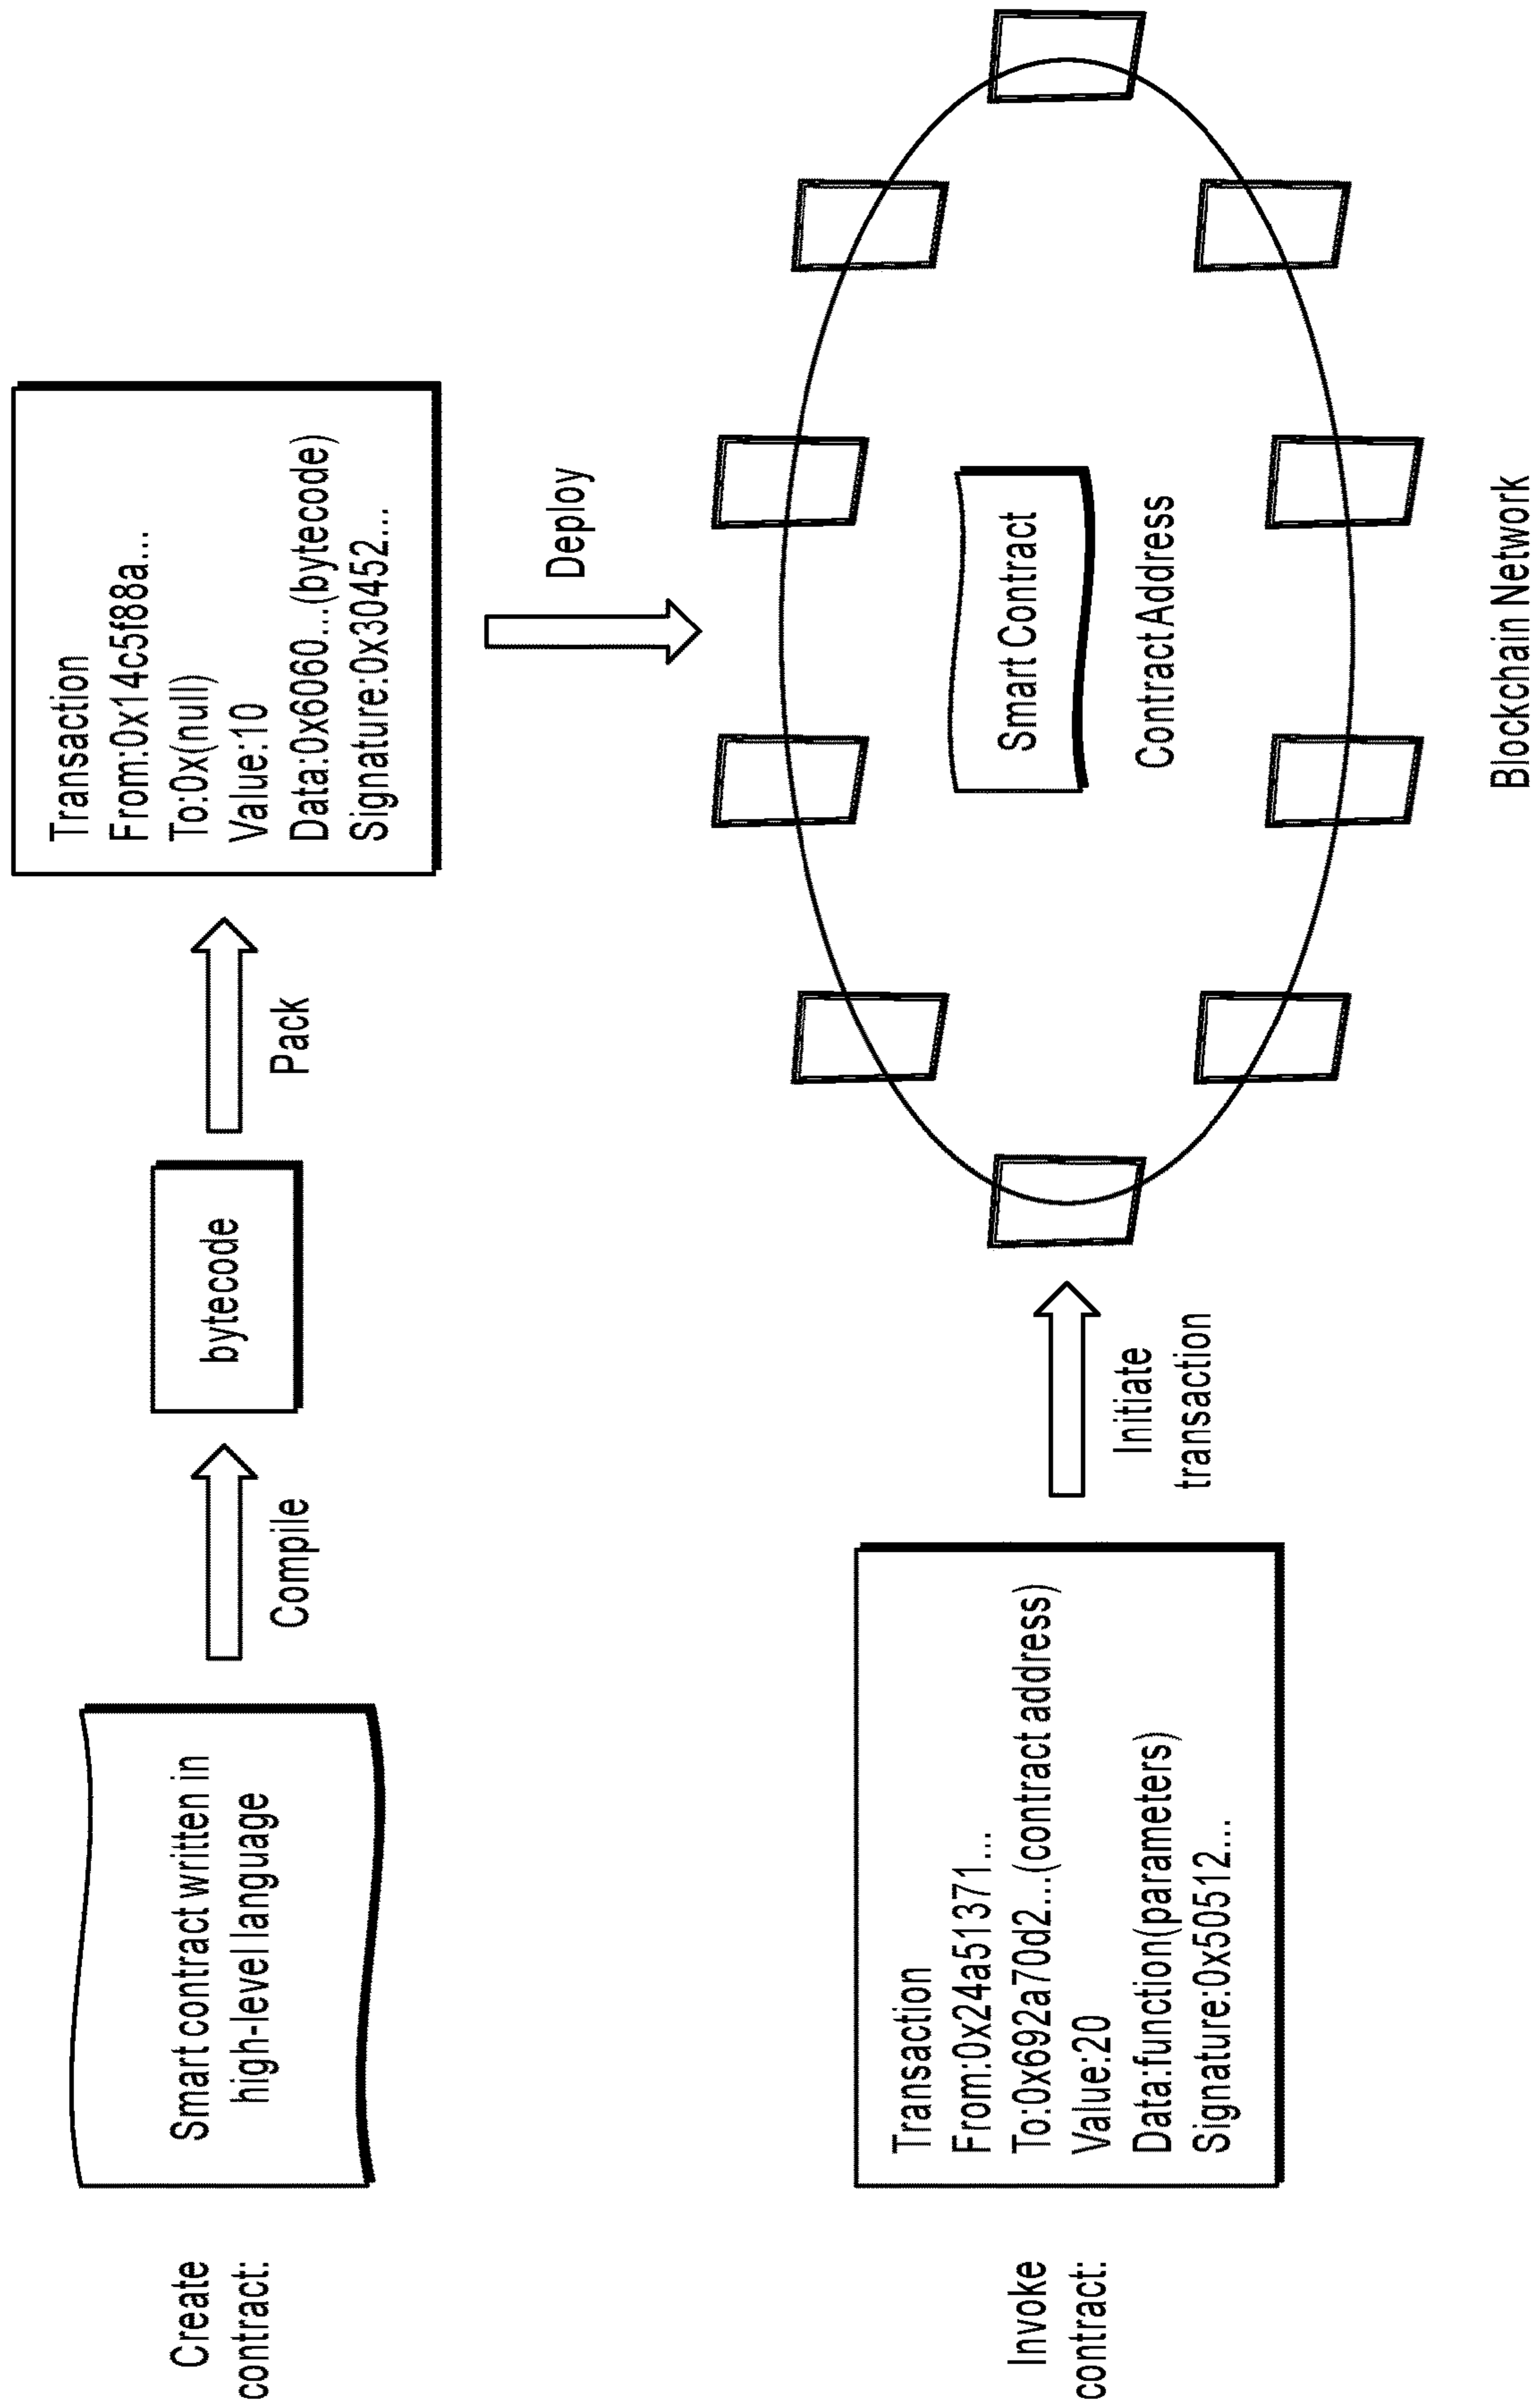 Create
contract:
Smart contract written in
high-level language
Compile
bytecode
Pack
Transaction
From:0x14c5f88a...
To:0x(null)
Value:10
Data:0x6060...(bytecode)
Signature:0x30452...
Deploy
Invoke
contract:
Transaction
From:0x24a51371...
To:0x692a70d2...(contract address)
Value:20
Data:function(parameters)
Signature:0x50512...
Initiate
transaction
Smart Contract
Contract Address
Blockchain Network